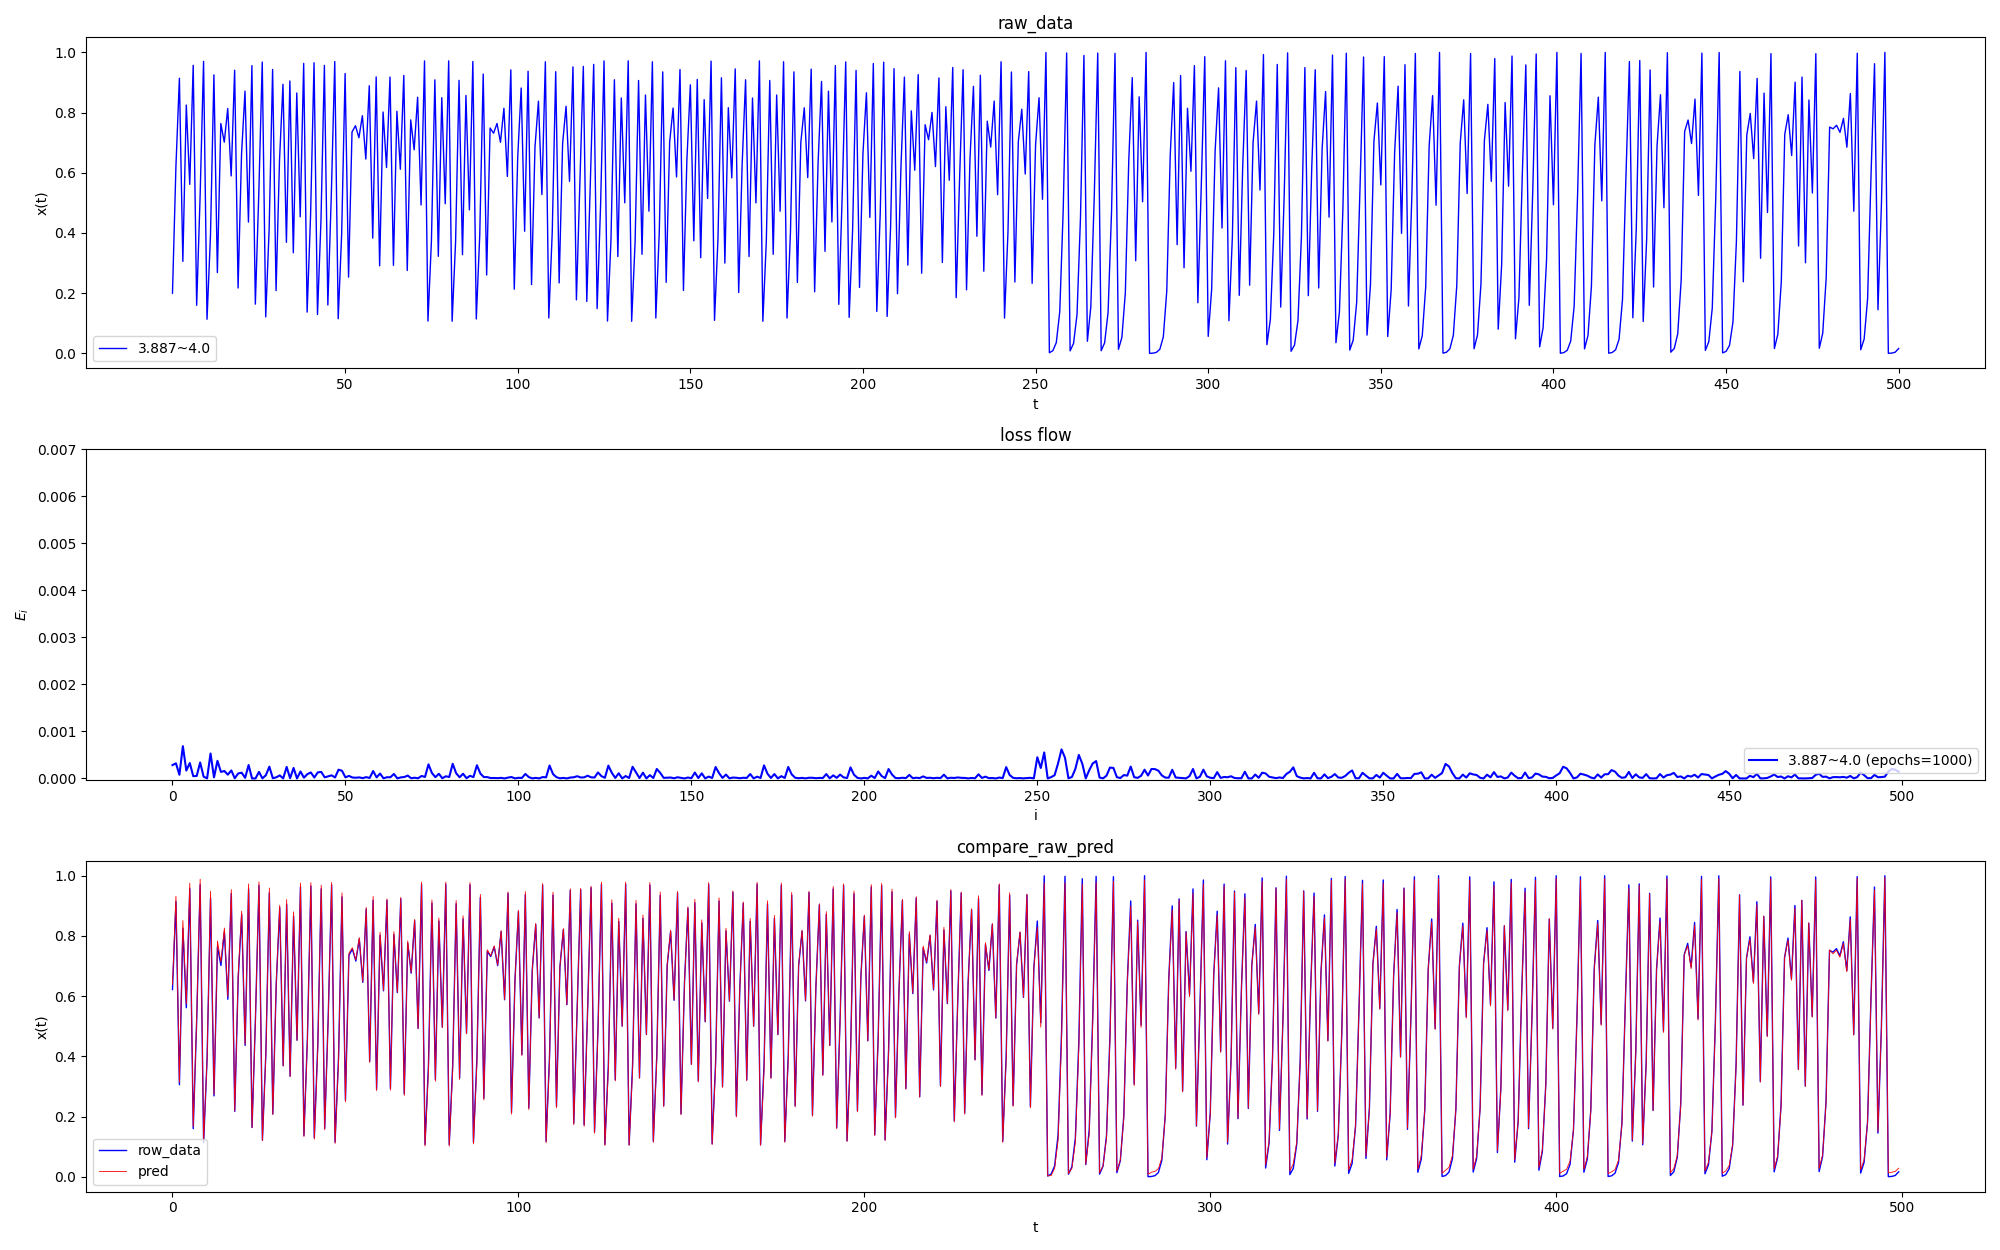 raw_data
x(t)
1.0
0.8
0.6
0.4
0.2
0.0
3.887~4.0
50 100 150 200 250 300 350 400 450 500
t
loss flow
E_i
0.007
0.006
0.005
0.004
0.003
0.002
0.001
0.000
3.887~4.0 (epochs=1000)
0 50 100 150 200 250 300 350 400 450 500
i
compare_raw_pred
x(t)
1.0
0.8
0.6
0.4
0.2
0.0
row_data
pred
0 100 200 300 400 500
t